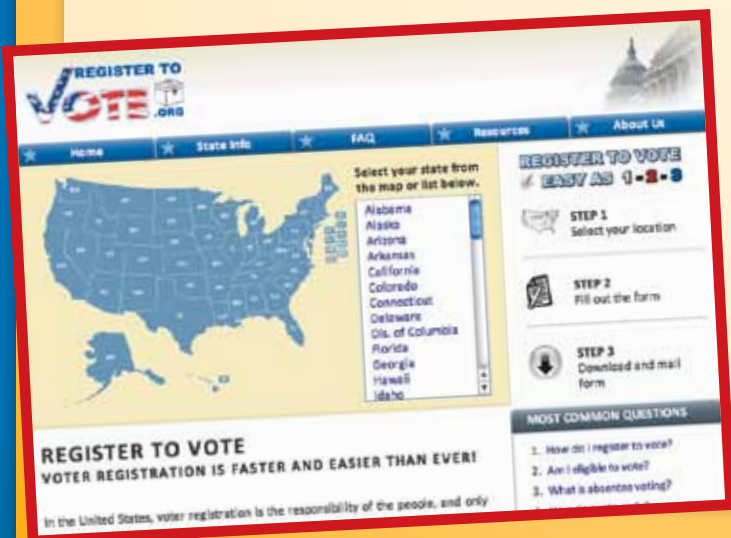 REGISTER TO
VOTE
.ORG
Home
State Info
FAQ
Resources
About Us
Select your state from
the map or list below.
Alabama
Alaska
Arizona
Arkansas
California
Colorado
Connecticut
Delaware
Dis. of Columbia
Florida
Georgia
Hawaii
Idaho
REGISTER TO VOTE
EASY AS 1-2-3
STEP 1
Select your location
STEP 2
Fill out the form
STEP 3
Download and mail
form
MOST COMMON QUESTIONS
1. How do I register to vote?
2. Am I eligible to vote?
3. What is absentee voting?
REGISTER TO VOTE
VOTER REGISTRATION IS FASTER AND EASIER THAN EVER!
In the United States, voter registration is the responsibility of the people, and only